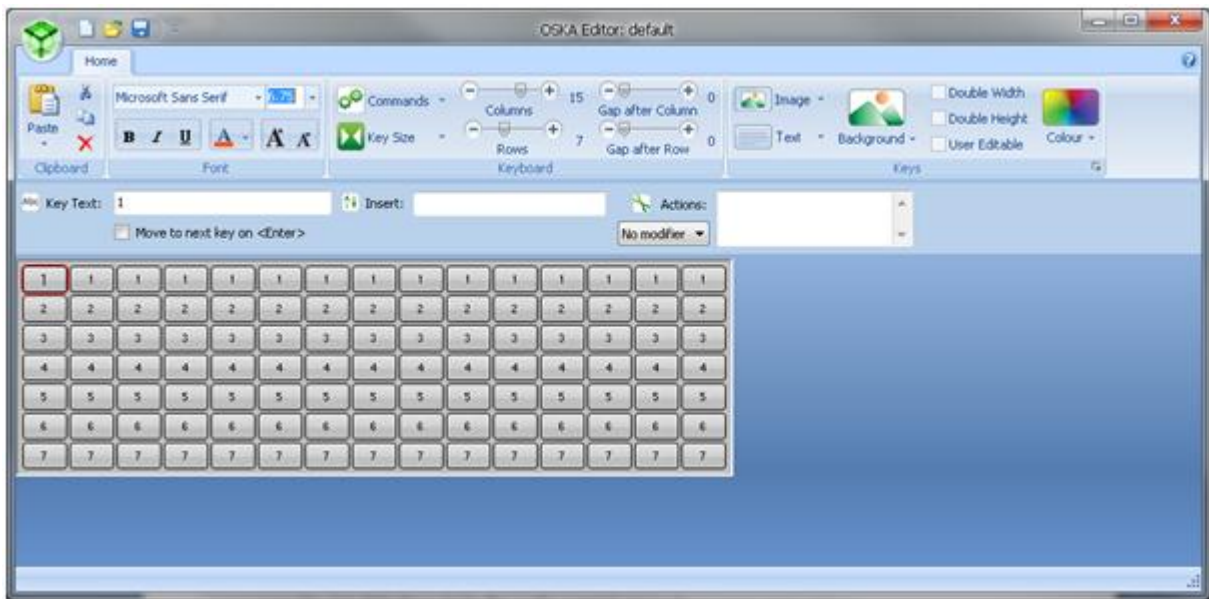 OSKA Editor: default
Home
Paste
Clipboard
Microsoft Sans Serif 6.75
B I U A A A
Font
Commands
Key Size
Columns 15
Rows 7
Gap after Column 0
Gap after Row 0
Keyboard
Image
Text
Background
Double Width
Double Height
User Editable
Colour
Keys
Abc Key Text: 1
Insert:
Actions:
Move to next key on <Enter>
No modifier
1 1 1 1 1 1 1 1 1 1 1 1 1 1 1
2 2 2 2 2 2 2 2 2 2 2 2 2 2 2
3 3 3 3 3 3 3 3 3 3 3 3 3 3 3
4 4 4 4 4 4 4 4 4 4 4 4 4 4 4
5 5 5 5 5 5 5 5 5 5 5 5 5 5 5
6 6 6 6 6 6 6 6 6 6 6 6 6 6 6
7 7 7 7 7 7 7 7 7 7 7 7 7 7 7